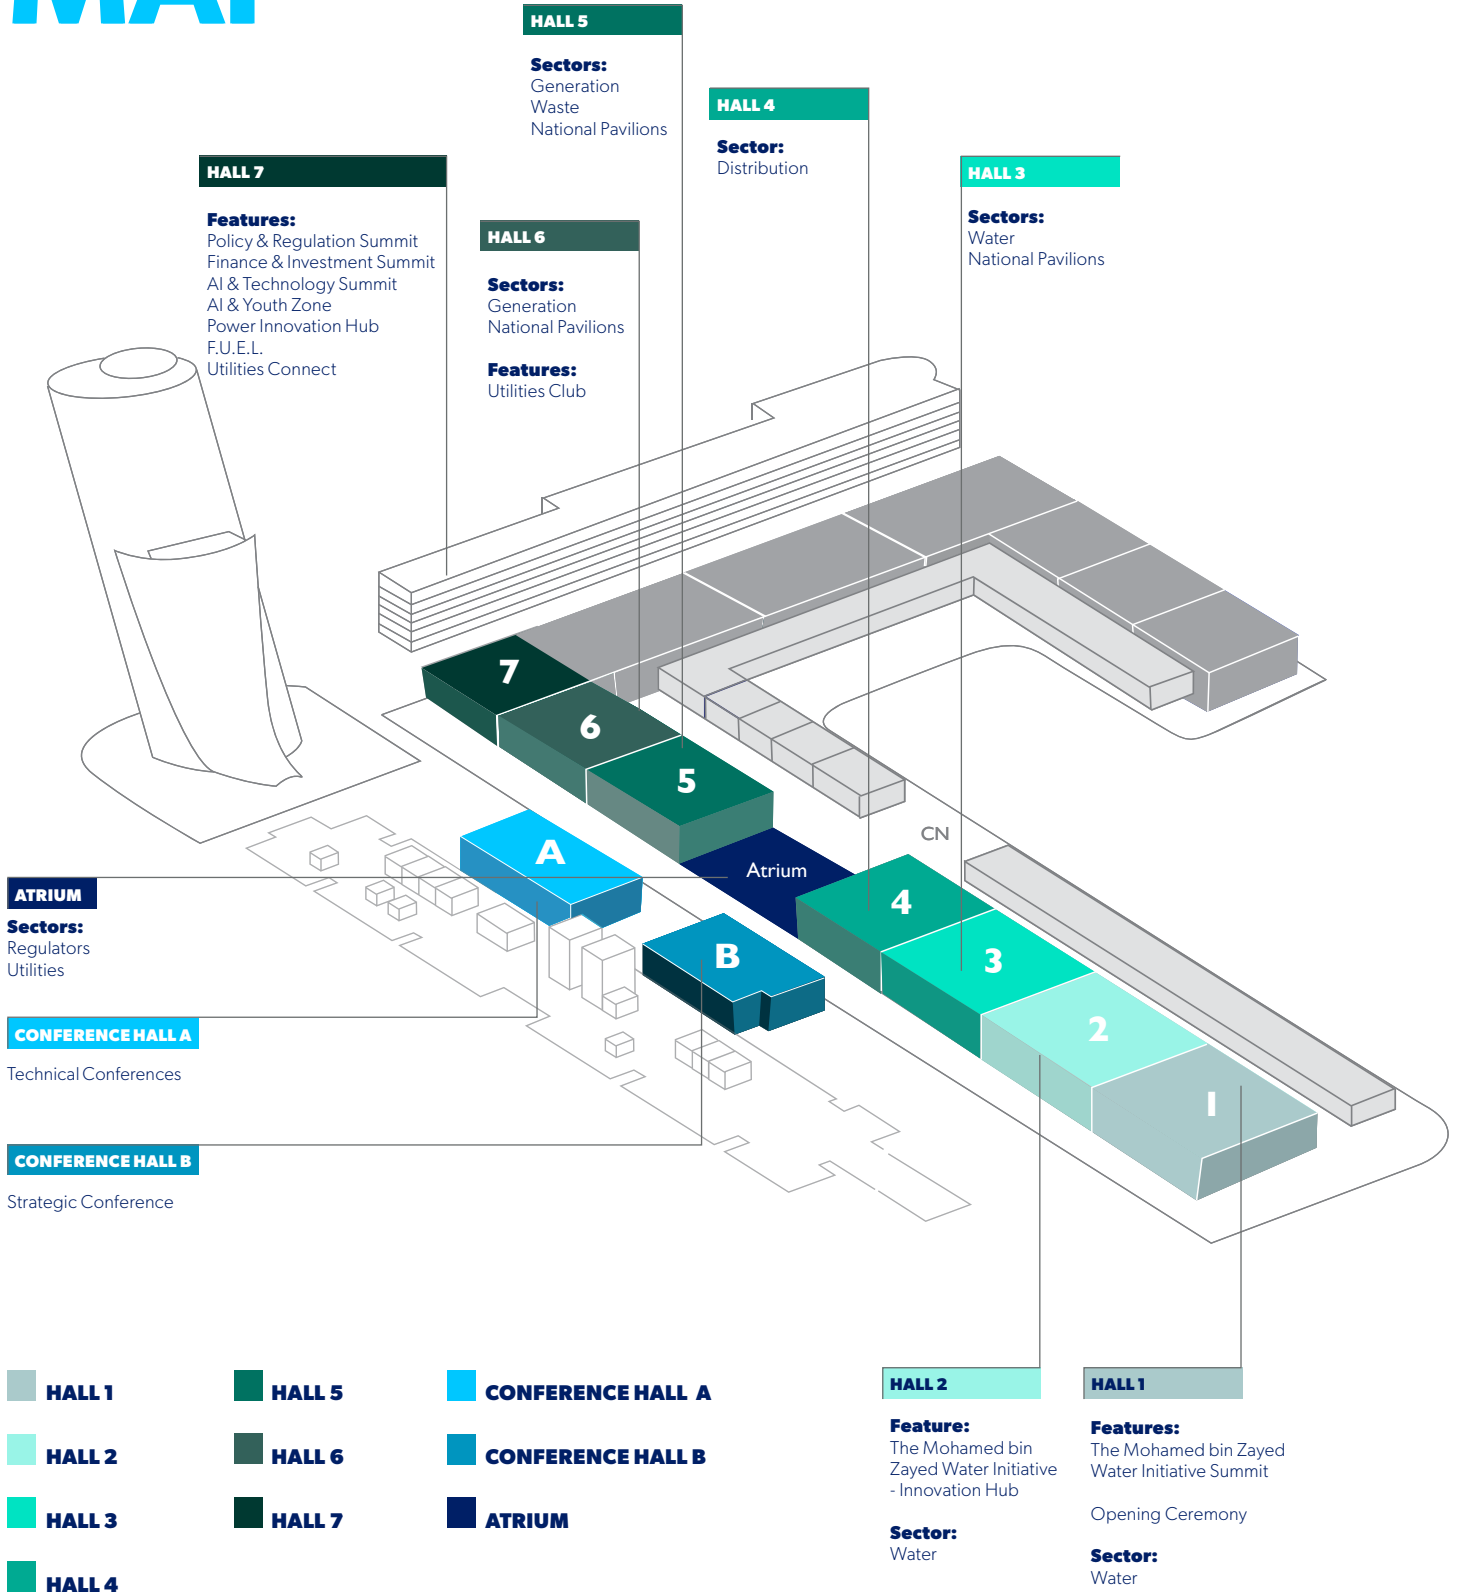 MAP
HALL 5
Sectors:
Generation
Waste
National Pavilions
HALL 4
Sector:
Distribution
HALL 7
Features:
Policy & Regulation Summit
Finance & Investment Summit
AI & Technology Summit
AI & Youth Zone
Power Innovation Hub
F.U.E.L.
Utilities Connect
HALL 3
Sectors:
Water
National Pavilions
HALL 6
Sectors:
Generation
National Pavilions
Features:
Utilities Club
7
6
5
CN
A
Atrium
4
B
3
2
1
ATRIUM
Sectors:
Regulators
Utilities
CONFERENCE HALL A
Technical Conferences
CONFERENCE HALL B
Strategic Conference
HALL 1
HALL 2
HALL 3
HALL 4
HALL 5
HALL 6
HALL 7
CONFERENCE HALL A
CONFERENCE HALL B
ATRIUM
HALL 2
Feature:
The Mohamed bin
Zayed Water Initiative
- Innovation Hub
Sector:
Water
HALL 1
Features:
The Mohamed bin Zayed
Water Initiative Summit
Opening Ceremony
Sector:
Water